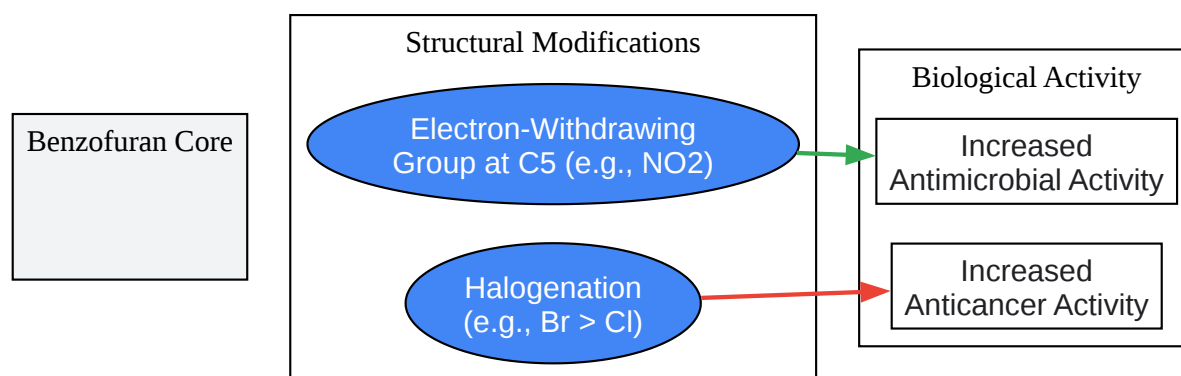 Benzofuran Core
Structural Modifications
Electron-Withdrawing
Group at C5 (e.g., NO2)
Halogenation
(e.g., Br > Cl)
Biological Activity
Increased
Antimicrobial Activity
Increased
Anticancer Activity